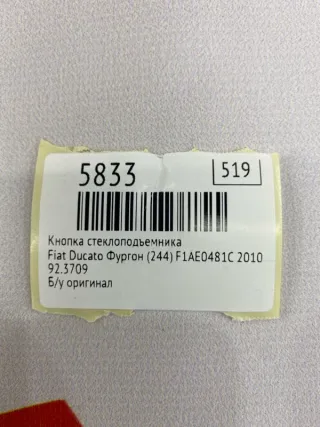 5833
519
Кнопка стеклоподъемника
Fiat Ducato Фургон (244) F1AE0481C 2010
92.3709
Б/у оригинал